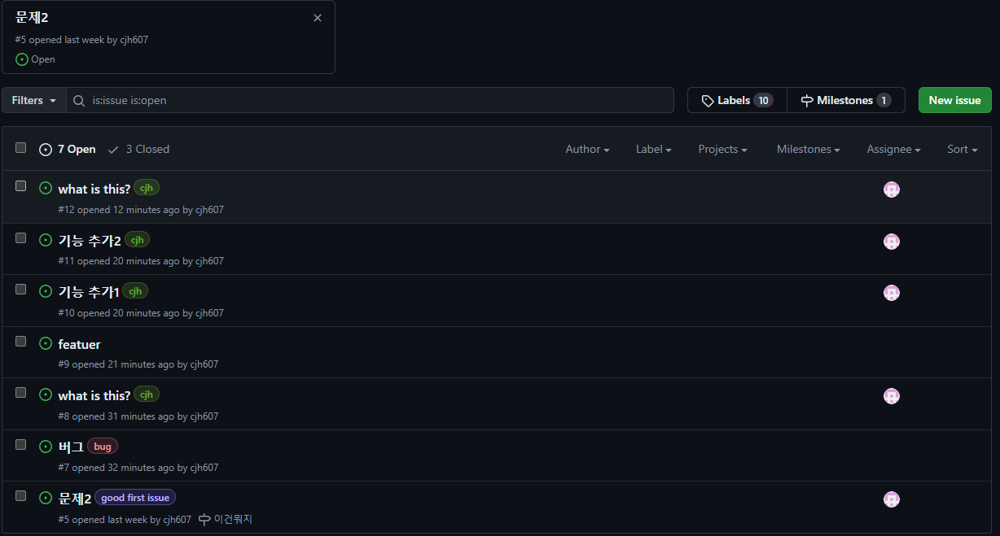 문제2
#5 opened last week by cjh607
Open
Filters is:issue is:open Labels 10 Milestones 1 New issue
7 Open 3 Closed Author Label Projects Milestones Assignee Sort
what is this? cjh
#12 opened 12 minutes ago by cjh607
기능 추가2 cjh
#11 opened 20 minutes ago by cjh607
기능 추가1 cjh
#10 opened 20 minutes ago by cjh607
featuer
#9 opened 21 minutes ago by cjh607
what is this? cjh
#8 opened 31 minutes ago by cjh607
버그 bug
#7 opened 32 minutes ago by cjh607
문제2 good first issue
#5 opened last week by cjh607 이건뭐지